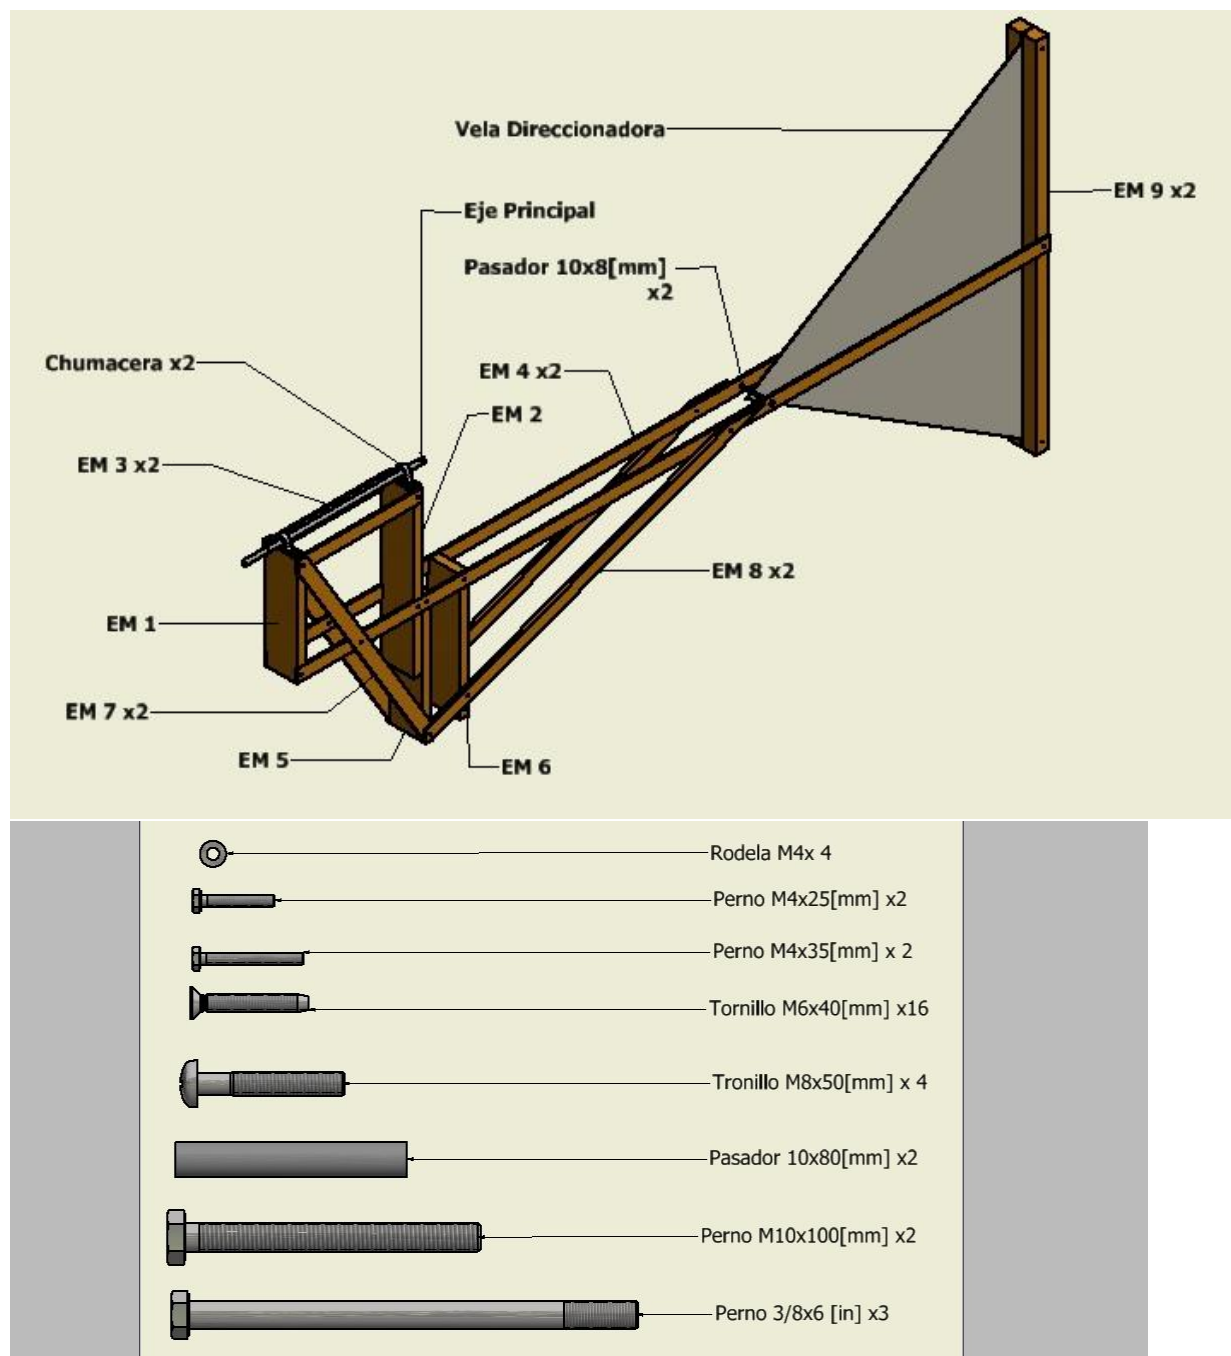 Vela Direccionadora
EM 9 x2
Eje Principal
Pasador 10x8[mm]
x2
Chumacera x2
EM 4 x2
EM 2
EM 3 x2
EM 8 x2
EM 1
EM 7 x2
EM 5
EM 6
Rodela M4x 4
Perno M4x25[mm] x2
Perno M4x35[mm] x 2
Tornillo M6x40[mm] x16
Tronillo M8x50[mm] x 4
Pasador 10x80[mm] x2
Perno M10x100[mm] x2
Perno 3/8x6 [in] x3